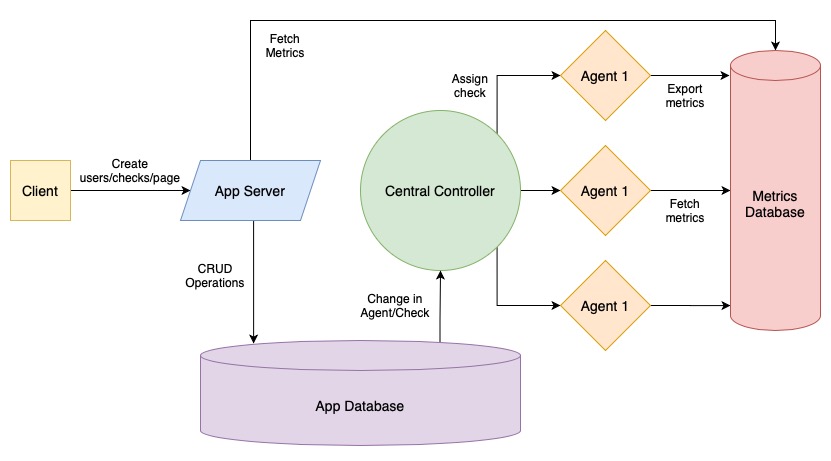 Fetch
Metrics
Assign
check
Agent 1
Export
metrics
Create
users/checks/page
Client
App Server
Central Controller
Agent 1
Fetch
metrics
Metrics
Database
CRUD
Operations
Change in
Agent/Check
Agent 1
App Database